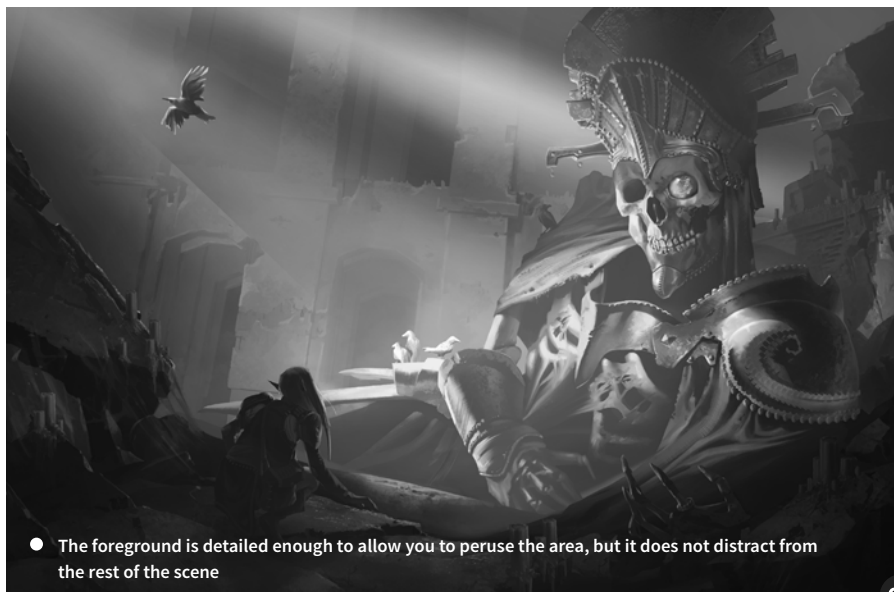 The foreground is detailed enough to allow you to peruse the area, but it does not distract from
the rest of the scene